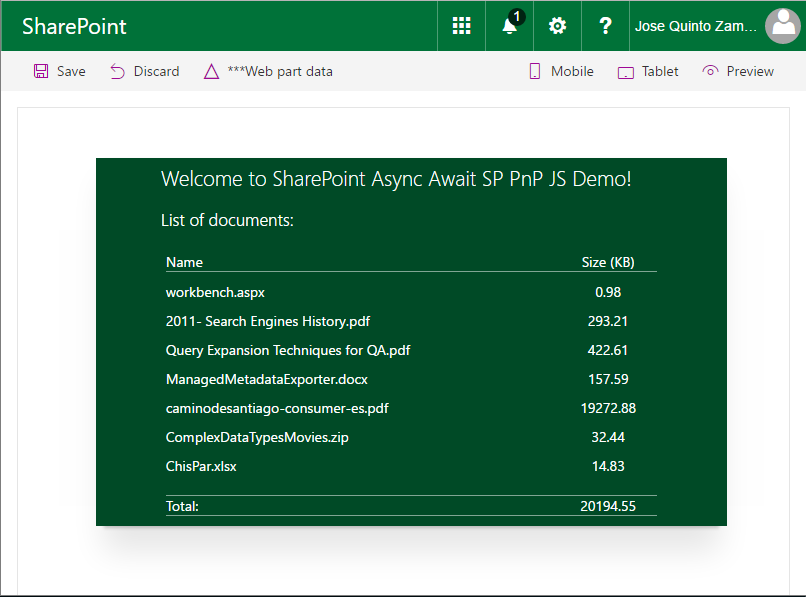 SharePoint
1
?
Jose Quinto Zam...
Save
Discard
***Web part data
Mobile
Tablet
Preview
Welcome to SharePoint Async Await SP PnP JS Demo!
List of documents:
Name Size (KB)
workbench.aspx 0.98
2011- Search Engines History.pdf 293.21
Query Expansion Techniques for QA.pdf 422.61
ManagedMetadataExporter.docx 157.59
caminodesantiago-consumer-es.pdf 19272.88
ComplexDataTypesMovies.zip 32.44
ChisPar.xlsx 14.83
Total: 20194.55